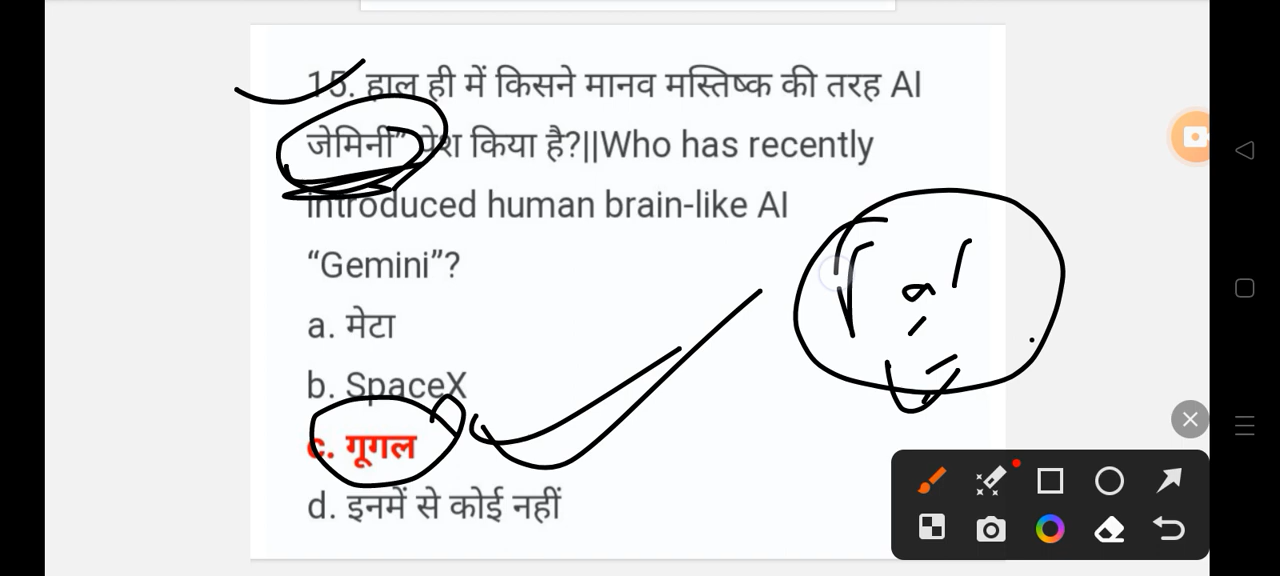 15. हाल ही में किसने मानव मस्तिष्क की तरह AI
जेमिनी” पेश किया है?||Who has recently
introduced human brain-like AI
“Gemini”?
a. मेटा
b. SpaceX
c. गूगल
d. इनमें से कोई नहीं